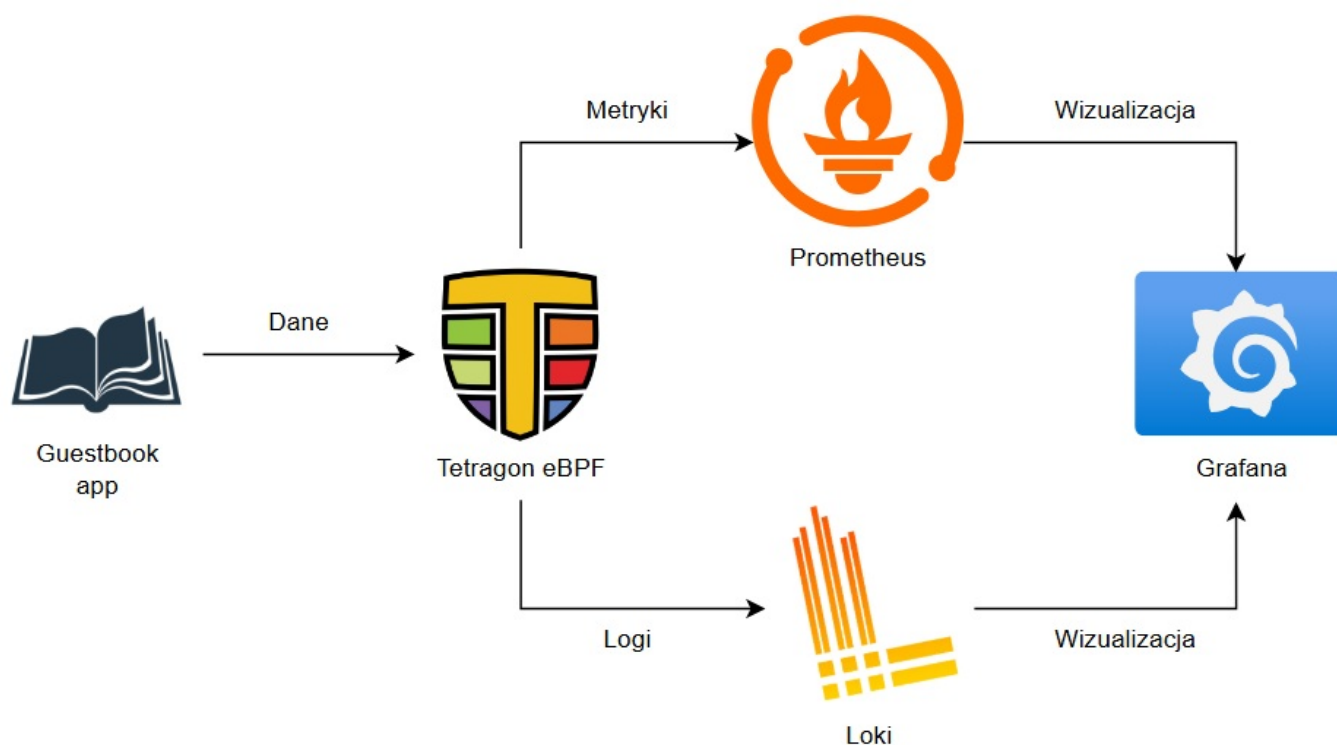 Metryki
Wizualizacja
Prometheus
Dane
Guestbook
app
Tetragon eBPF
Grafana
Logi
Wizualizacja
Loki